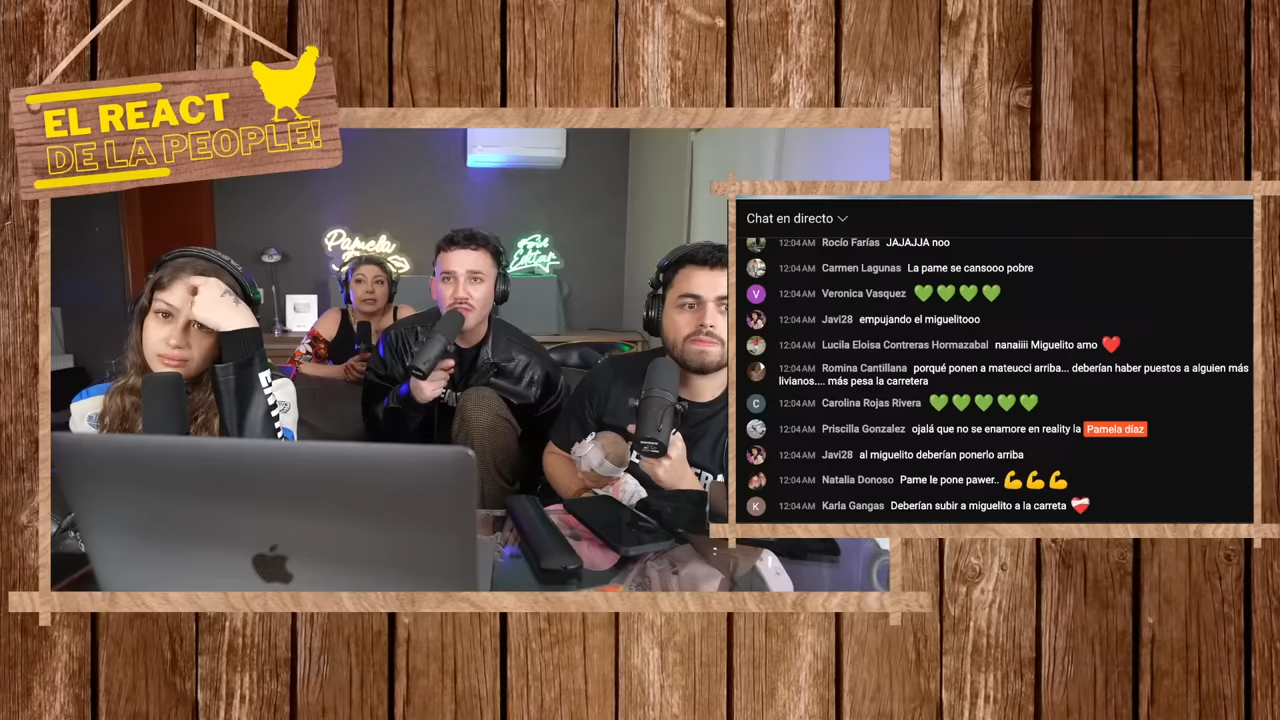 EL REACT
DE LA PEOPLE!
Pamela
Chat en directo
12:04 AM Rocío Farías JAJAJJA noo
12:04 AM Carmen Lagunas La pame se cansooo pobre
V 12:04 AM Veronica Vasquez 💚💚💚💚
12:04 AM Javi28 empujando el miguelitooo
12:04 AM Lucila Eloisa Contreras Hormazabal nanaiiii Miguelito amo ❤️
12:04 AM Romina Cantillana porqué ponen a mateucci arriba... deberían haber puestos a alguien más
livianos.... más pesa la carretera
C 12:04 AM Carolina Rojas Rivera 💚💚💚💚💚
12:04 AM Priscilla Gonzalez ojalá que no se enamore en reality la Pamela díaz
12:04 AM Javi28 al miguelito deberían ponerlo arriba
12:04 AM Natalia Donoso Pame le pone pawer.. 💪💪💪
K 12:04 AM Karla Gangas Deberían subir a miguelito a la carreta ❤️‍🩹